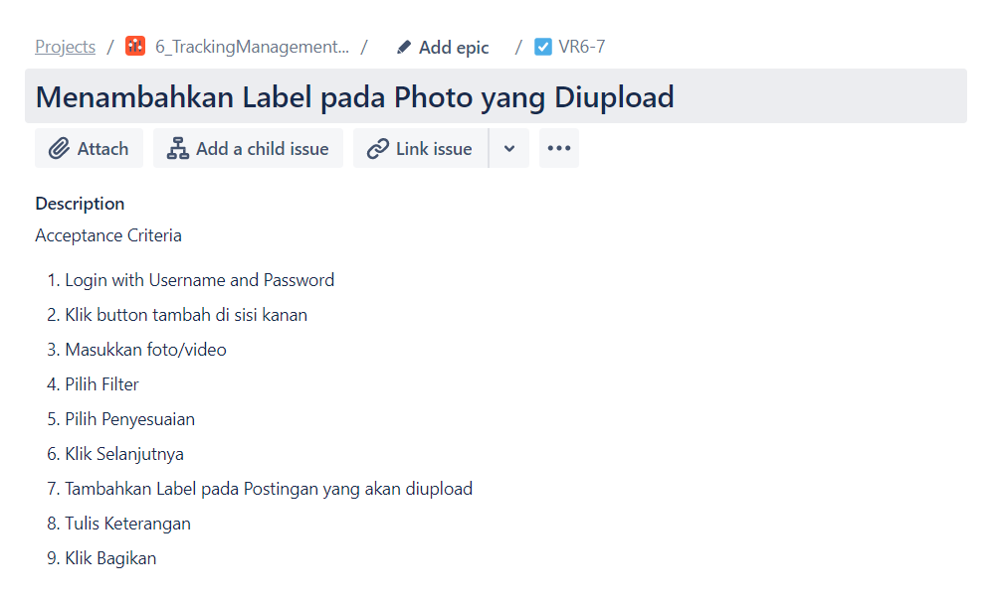 Projects / 6_TrackingManagement... / Add epic / VR6-7
Menambahkan Label pada Photo yang Diupload
Attach Add a child issue Link issue
Description
Acceptance Criteria
1. Login with Username and Password
2. Klik button tambah di sisi kanan
3. Masukkan foto/video
4. Pilih Filter
5. Pilih Penyesuaian
6. Klik Selanjutnya
7. Tambahkan Label pada Postingan yang akan diupload
8. Tulis Keterangan
9. Klik Bagikan